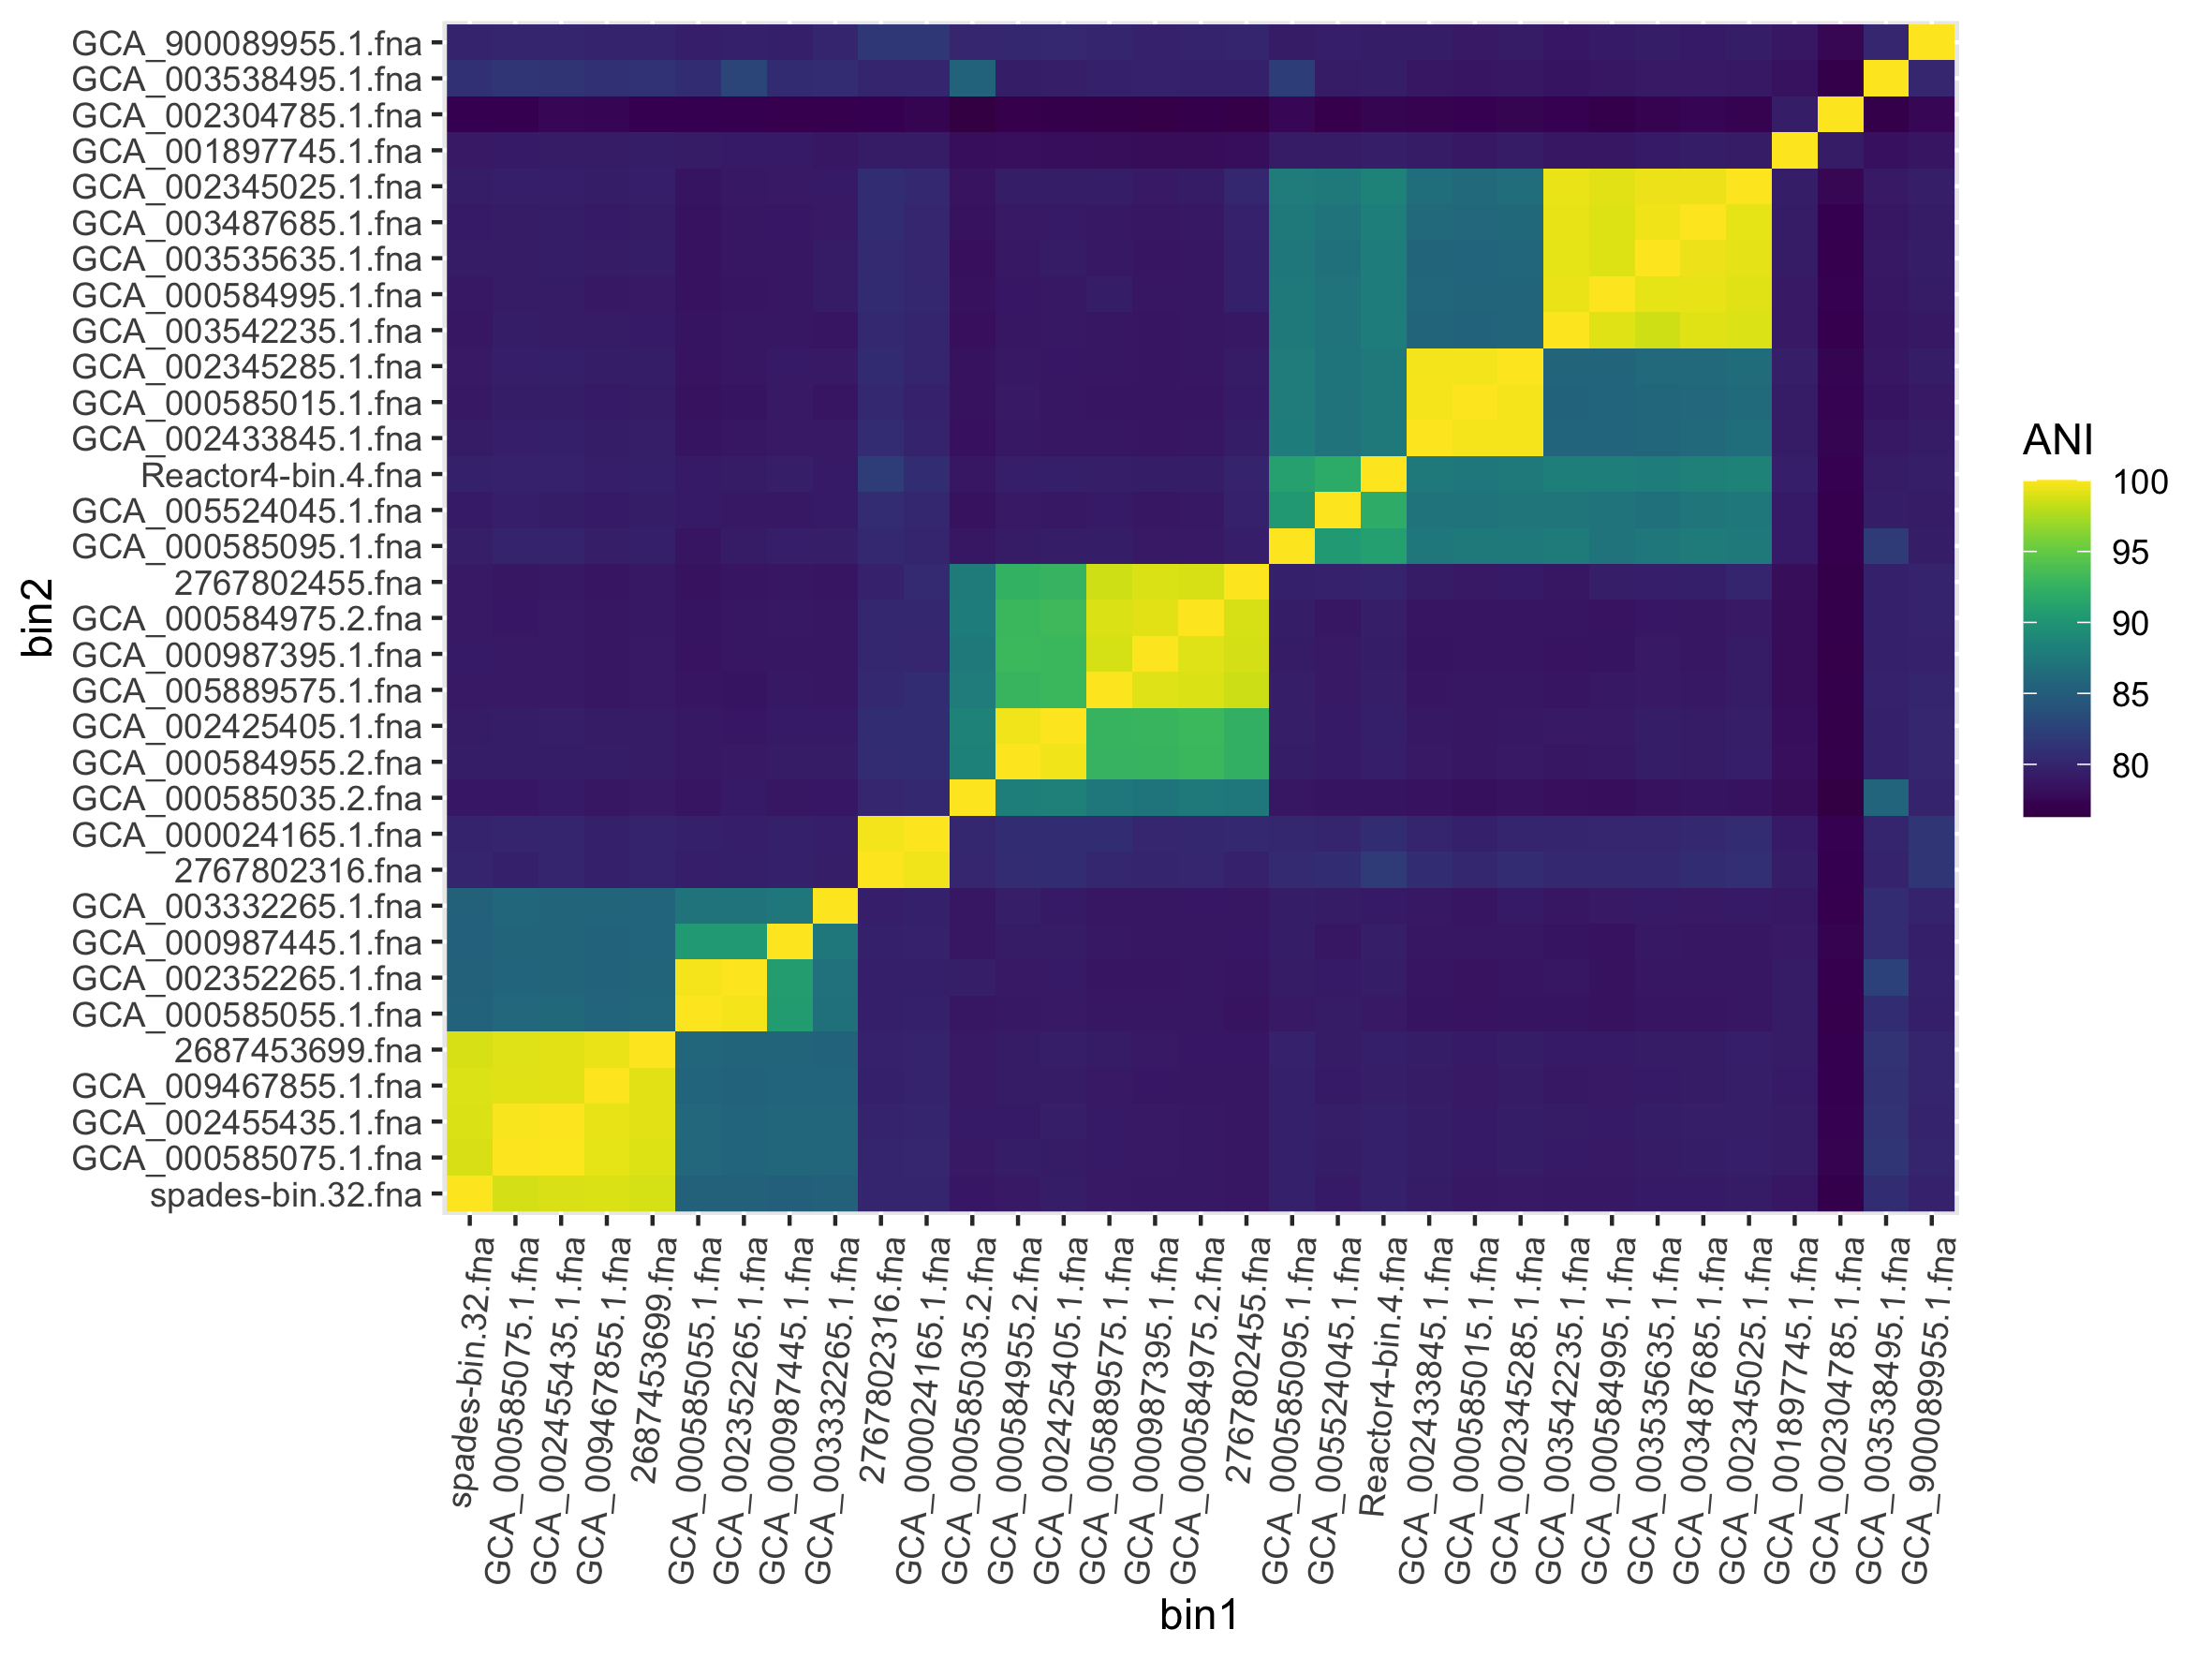 GCA_900089955.1.fna
GCA_003538495.1.fna
GCA_002304785.1.fna
GCA_001897745.1.fna
GCA_002345025.1.fna
GCA_003487685.1.fna
GCA_003535635.1.fna
GCA_000584995.1.fna
GCA_003542235.1.fna
GCA_002345285.1.fna
GCA_000585015.1.fna
GCA_002433845.1.fna
Reactor4-bin.4.fna
GCA_005524045.1.fna
GCA_000585095.1.fna
2767802455.fna
GCA_000584975.2.fna
GCA_000987395.1.fna
GCA_005889575.1.fna
GCA_002425405.1.fna
GCA_000584955.2.fna
GCA_000585035.2.fna
GCA_000024165.1.fna
2767802316.fna
GCA_003332265.1.fna
GCA_000987445.1.fna
GCA_002352265.1.fna
GCA_000585055.1.fna
2687453699.fna
GCA_009467855.1.fna
GCA_002455435.1.fna
GCA_000585075.1.fna
spades-bin.32.fna
bin2
spades-bin.32.fna
GCA_000585075.1.fna
GCA_002455435.1.fna
GCA_009467855.1.fna
2687453699.fna
GCA_000585055.1.fna
GCA_002352265.1.fna
GCA_000987445.1.fna
GCA_003332265.1.fna
2767802316.fna
GCA_000024165.1.fna
GCA_000585035.2.fna
GCA_000584955.2.fna
GCA_002425405.1.fna
GCA_005889575.1.fna
GCA_000987395.1.fna
GCA_000584975.2.fna
2767802455.fna
GCA_000585095.1.fna
GCA_005524045.1.fna
Reactor4-bin.4.fna
GCA_002433845.1.fna
GCA_000585015.1.fna
GCA_002345285.1.fna
GCA_003542235.1.fna
GCA_000584995.1.fna
GCA_003535635.1.fna
GCA_003487685.1.fna
GCA_002345025.1.fna
GCA_001897745.1.fna
GCA_002304785.1.fna
GCA_003538495.1.fna
GCA_900089955.1.fna
bin1
ANI
100
95
90
85
80